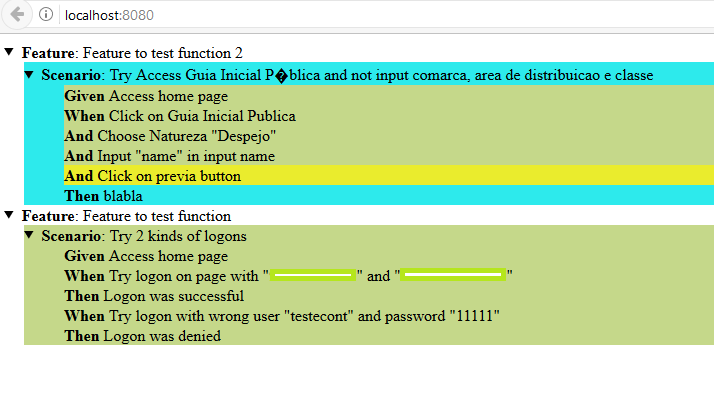 localhost:8080
Feature: Feature to test function 2
Scenario: Try Access Guia Inicial P�blica and not input comarca, area de distribuicao e classe
Given Access home page
When Click on Guia Inicial Publica
And Choose Natureza "Despejo"
And Input "name" in input name
And Click on previa button
Then blabla
Feature: Feature to test function
Scenario: Try 2 kinds of logons
Given Access home page
When Try logon on page with "" and ""
Then Logon was successful
When Try logon with wrong user "testecont" and password "11111"
Then Logon was denied